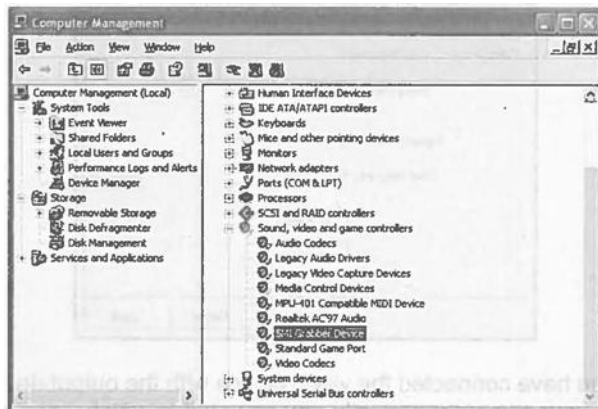 Computer Management
File Action View Window Help
Computer Management (Local)
System Tools
Event Viewer
Shared Folders
Local Users and Groups
Performance Logs and Alerts
Device Manager
Storage
Removable Storage
Disk Defragmenter
Disk Management
Services and Applications
Human Interface Devices
IDE ATA/ATAPI controllers
Keyboards
Mice and other pointing devices
Monitors
Network adapters
Ports (COM & LPT)
Processors
SCSI and RAID controllers
Sound, video and game controllers
Audio Codecs
Legacy Audio Drivers
Legacy Video Capture Devices
Media Control Devices
MPU-401 Compatible MIDI Device
Realtek AC'97 Audio
SMI Grabber Device
Standard Game Port
Video Codecs
System devices
Universal Serial Bus controllers